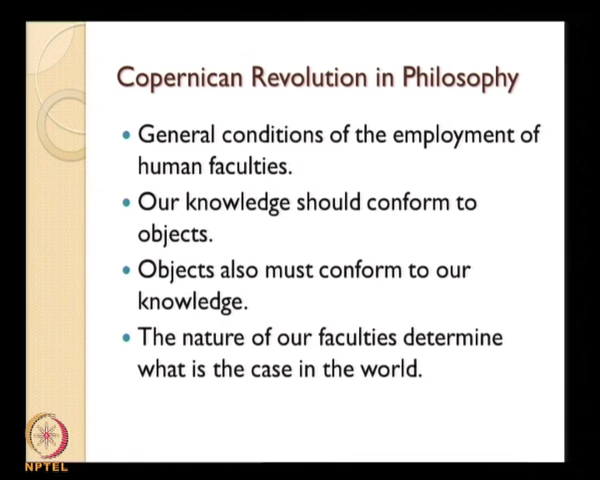 Copernican Revolution in Philosophy
General conditions of the employment of
human faculties.
Our knowledge should conform to
objects.
Objects also must conform to our
knowledge.
The nature of our faculties determine
what is the case in the world.
NPTEL